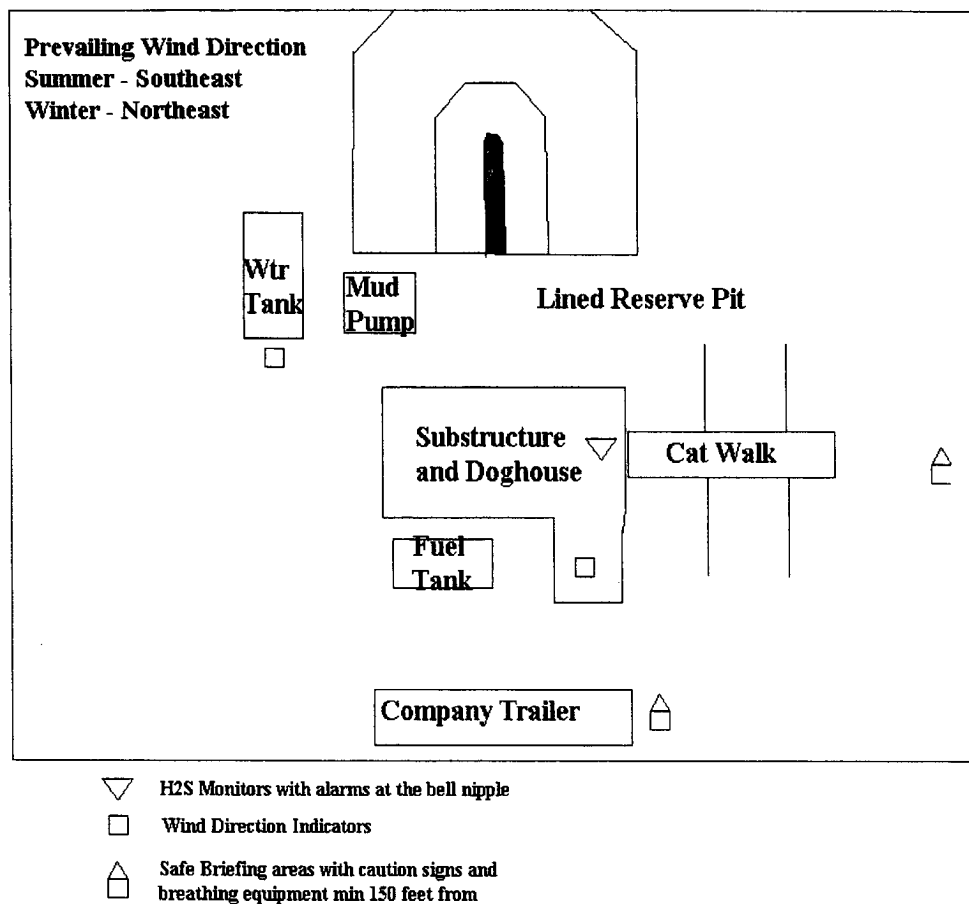 Prevailing Wind Direction
Summer - Southeast
Winter - Northeast
Wtr
Tank
Mud
Pump
Lined Reserve Pit
Substructure
and Doghouse
Cat Walk
Fuel
Tank
Company Trailer
H2S Monitors with alarms at the bell nipple
Wind Direction Indicators
Safe Briefing areas with caution signs and
breathing equipment min 150 feet from